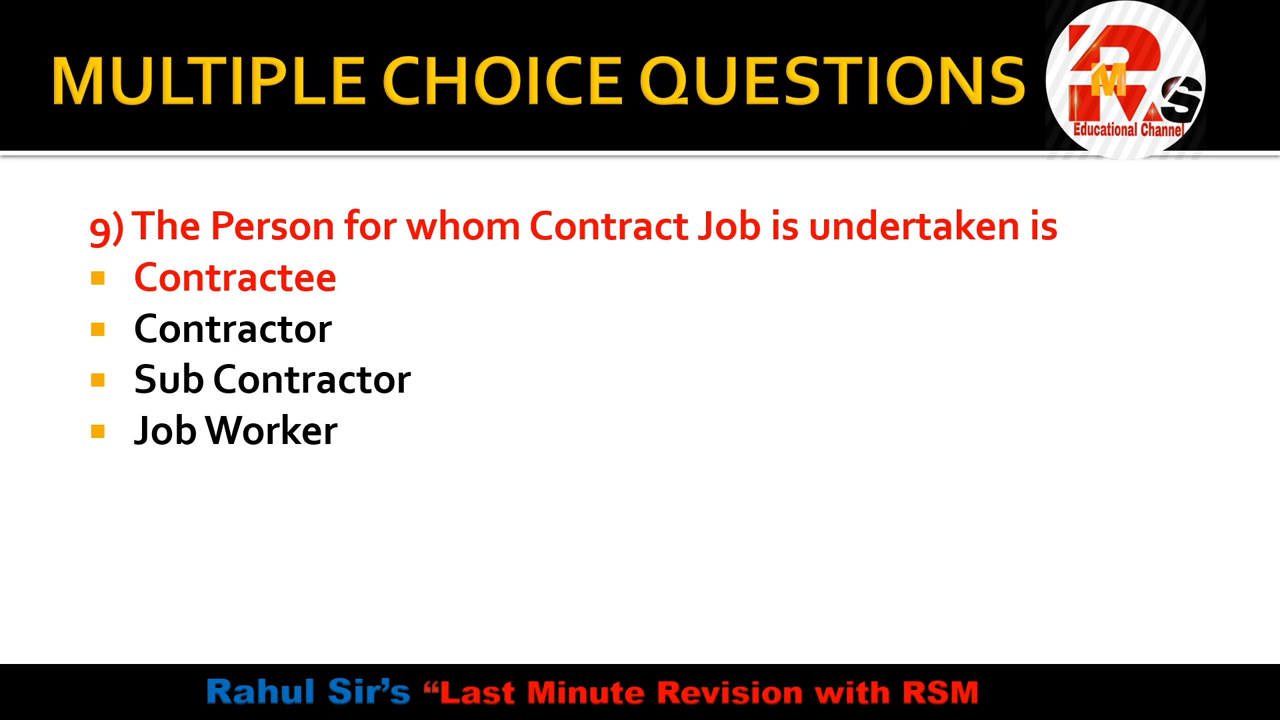 MULTIPLE CHOICE QUESTIONS
RMS
Educational Channel
9) The Person for whom Contract Job is undertaken is
Contractee
Contractor
Sub Contractor
Job Worker
Rahul Sir's “Last Minute Revision with RSM